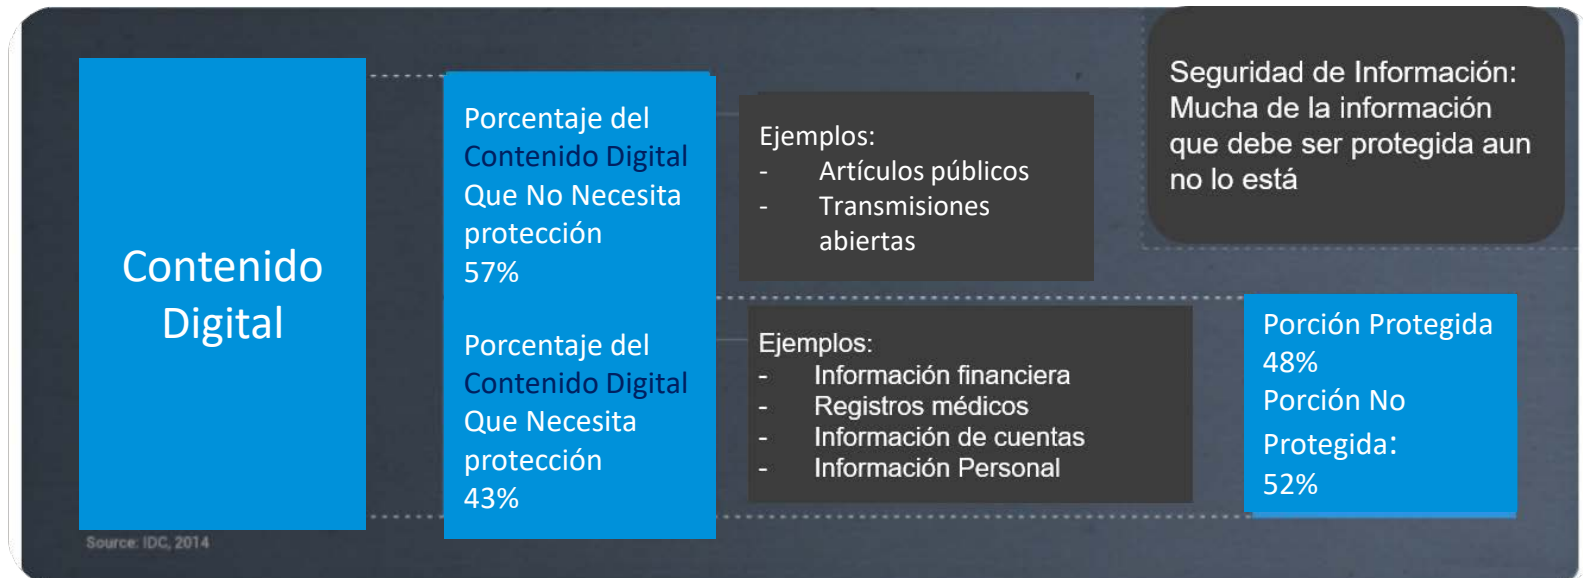 Contenido
Digital
Porcentaje del
Contenido Digital
Que No Necesita
protección
57%
Porcentaje del
Contenido Digital
Que Necesita
protección
43%
Ejemplos:
- Artículos públicos
- Transmisiones
abiertas
Ejemplos:
- Información financiera
- Registros médicos
- Información de cuentas
- Información Personal
Seguridad de Información:
Mucha de la información
que debe ser protegida aun
no lo está
Porción Protegida
48%
Porción No
Protegida:
52%
Source: IDC, 2014